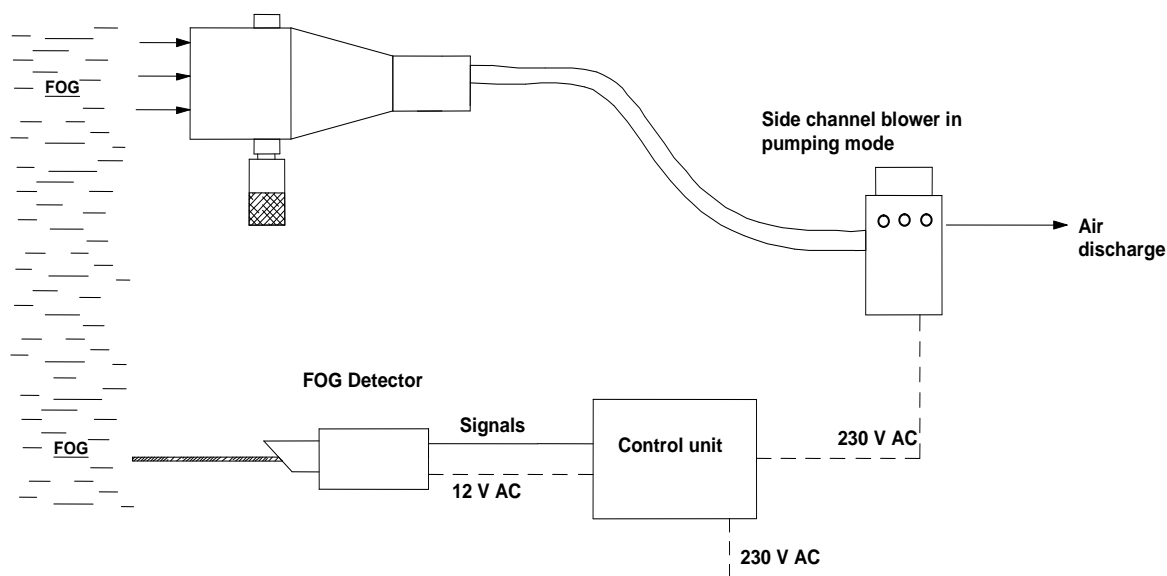 FOG
Side channel blower in
pumping mode
Air
discharge
FOG Detector
Signals
Control unit
230 V AC
FOG
12 V AC
230 V AC